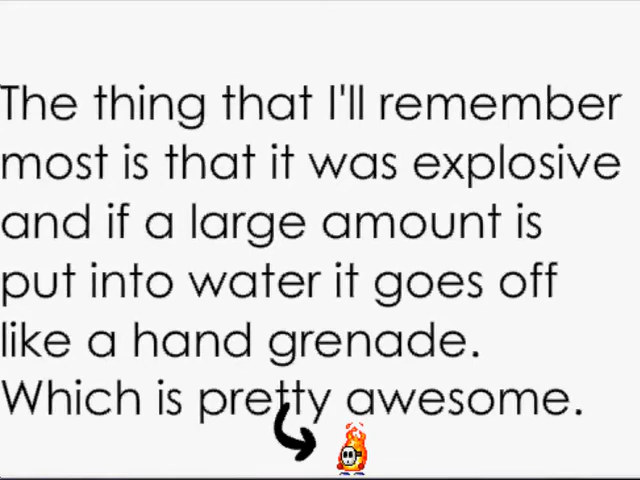 The thing that I'll remember
most is that it was explosive
and if a large amount is
put into water it goes off
like a hand grenade.
Which is pretty awesome.